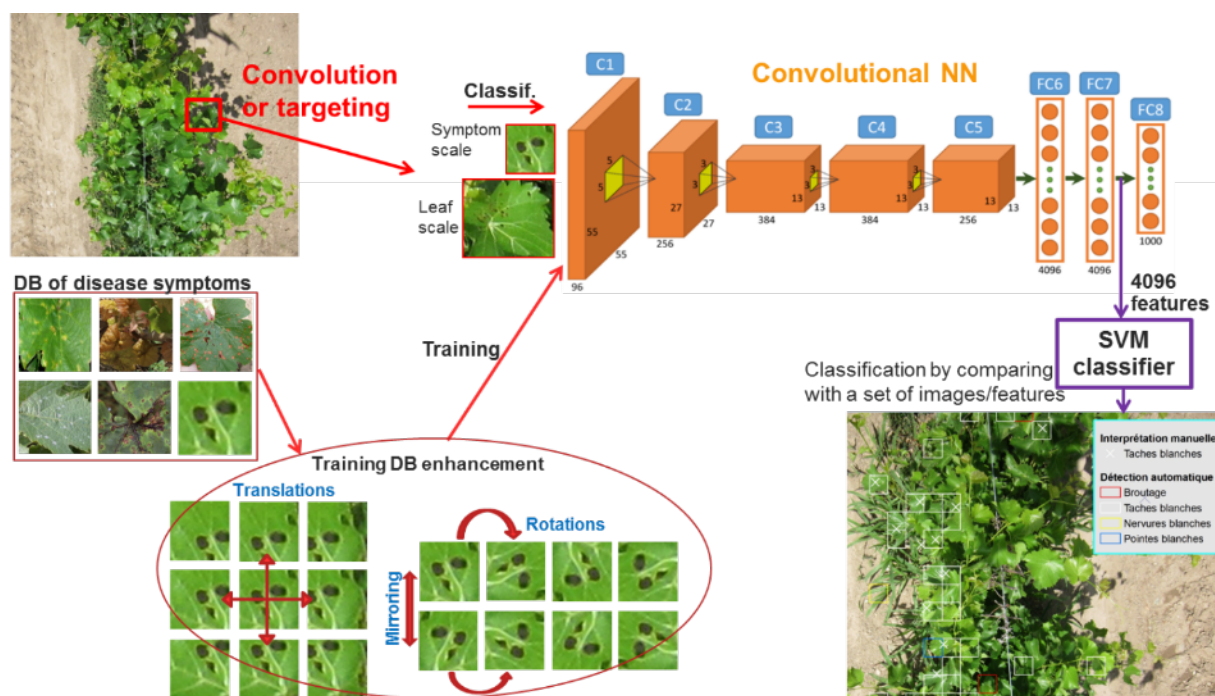 Convolution
or targeting
Classif.
Symptom
scale
Leaf
scale
Convolutional NN
C1
C2
C3
C4
C5
FC6
FC7
FC8
5
5
55
55
96
3
3
27
27
256
3
3
13
13
384
3
3
13
13
384
13
13
256
4096
4096
1000
4096
features
SVM
classifier
Classification by comparing
with a set of images/features
DB of disease symptoms
Training
Training DB enhancement
Translations
Rotations
Mirroring
Interprétation manuelle
Taches blanches
Détection automatique
Broutage
Taches blanches
Nervures blanches
Pointes blanches